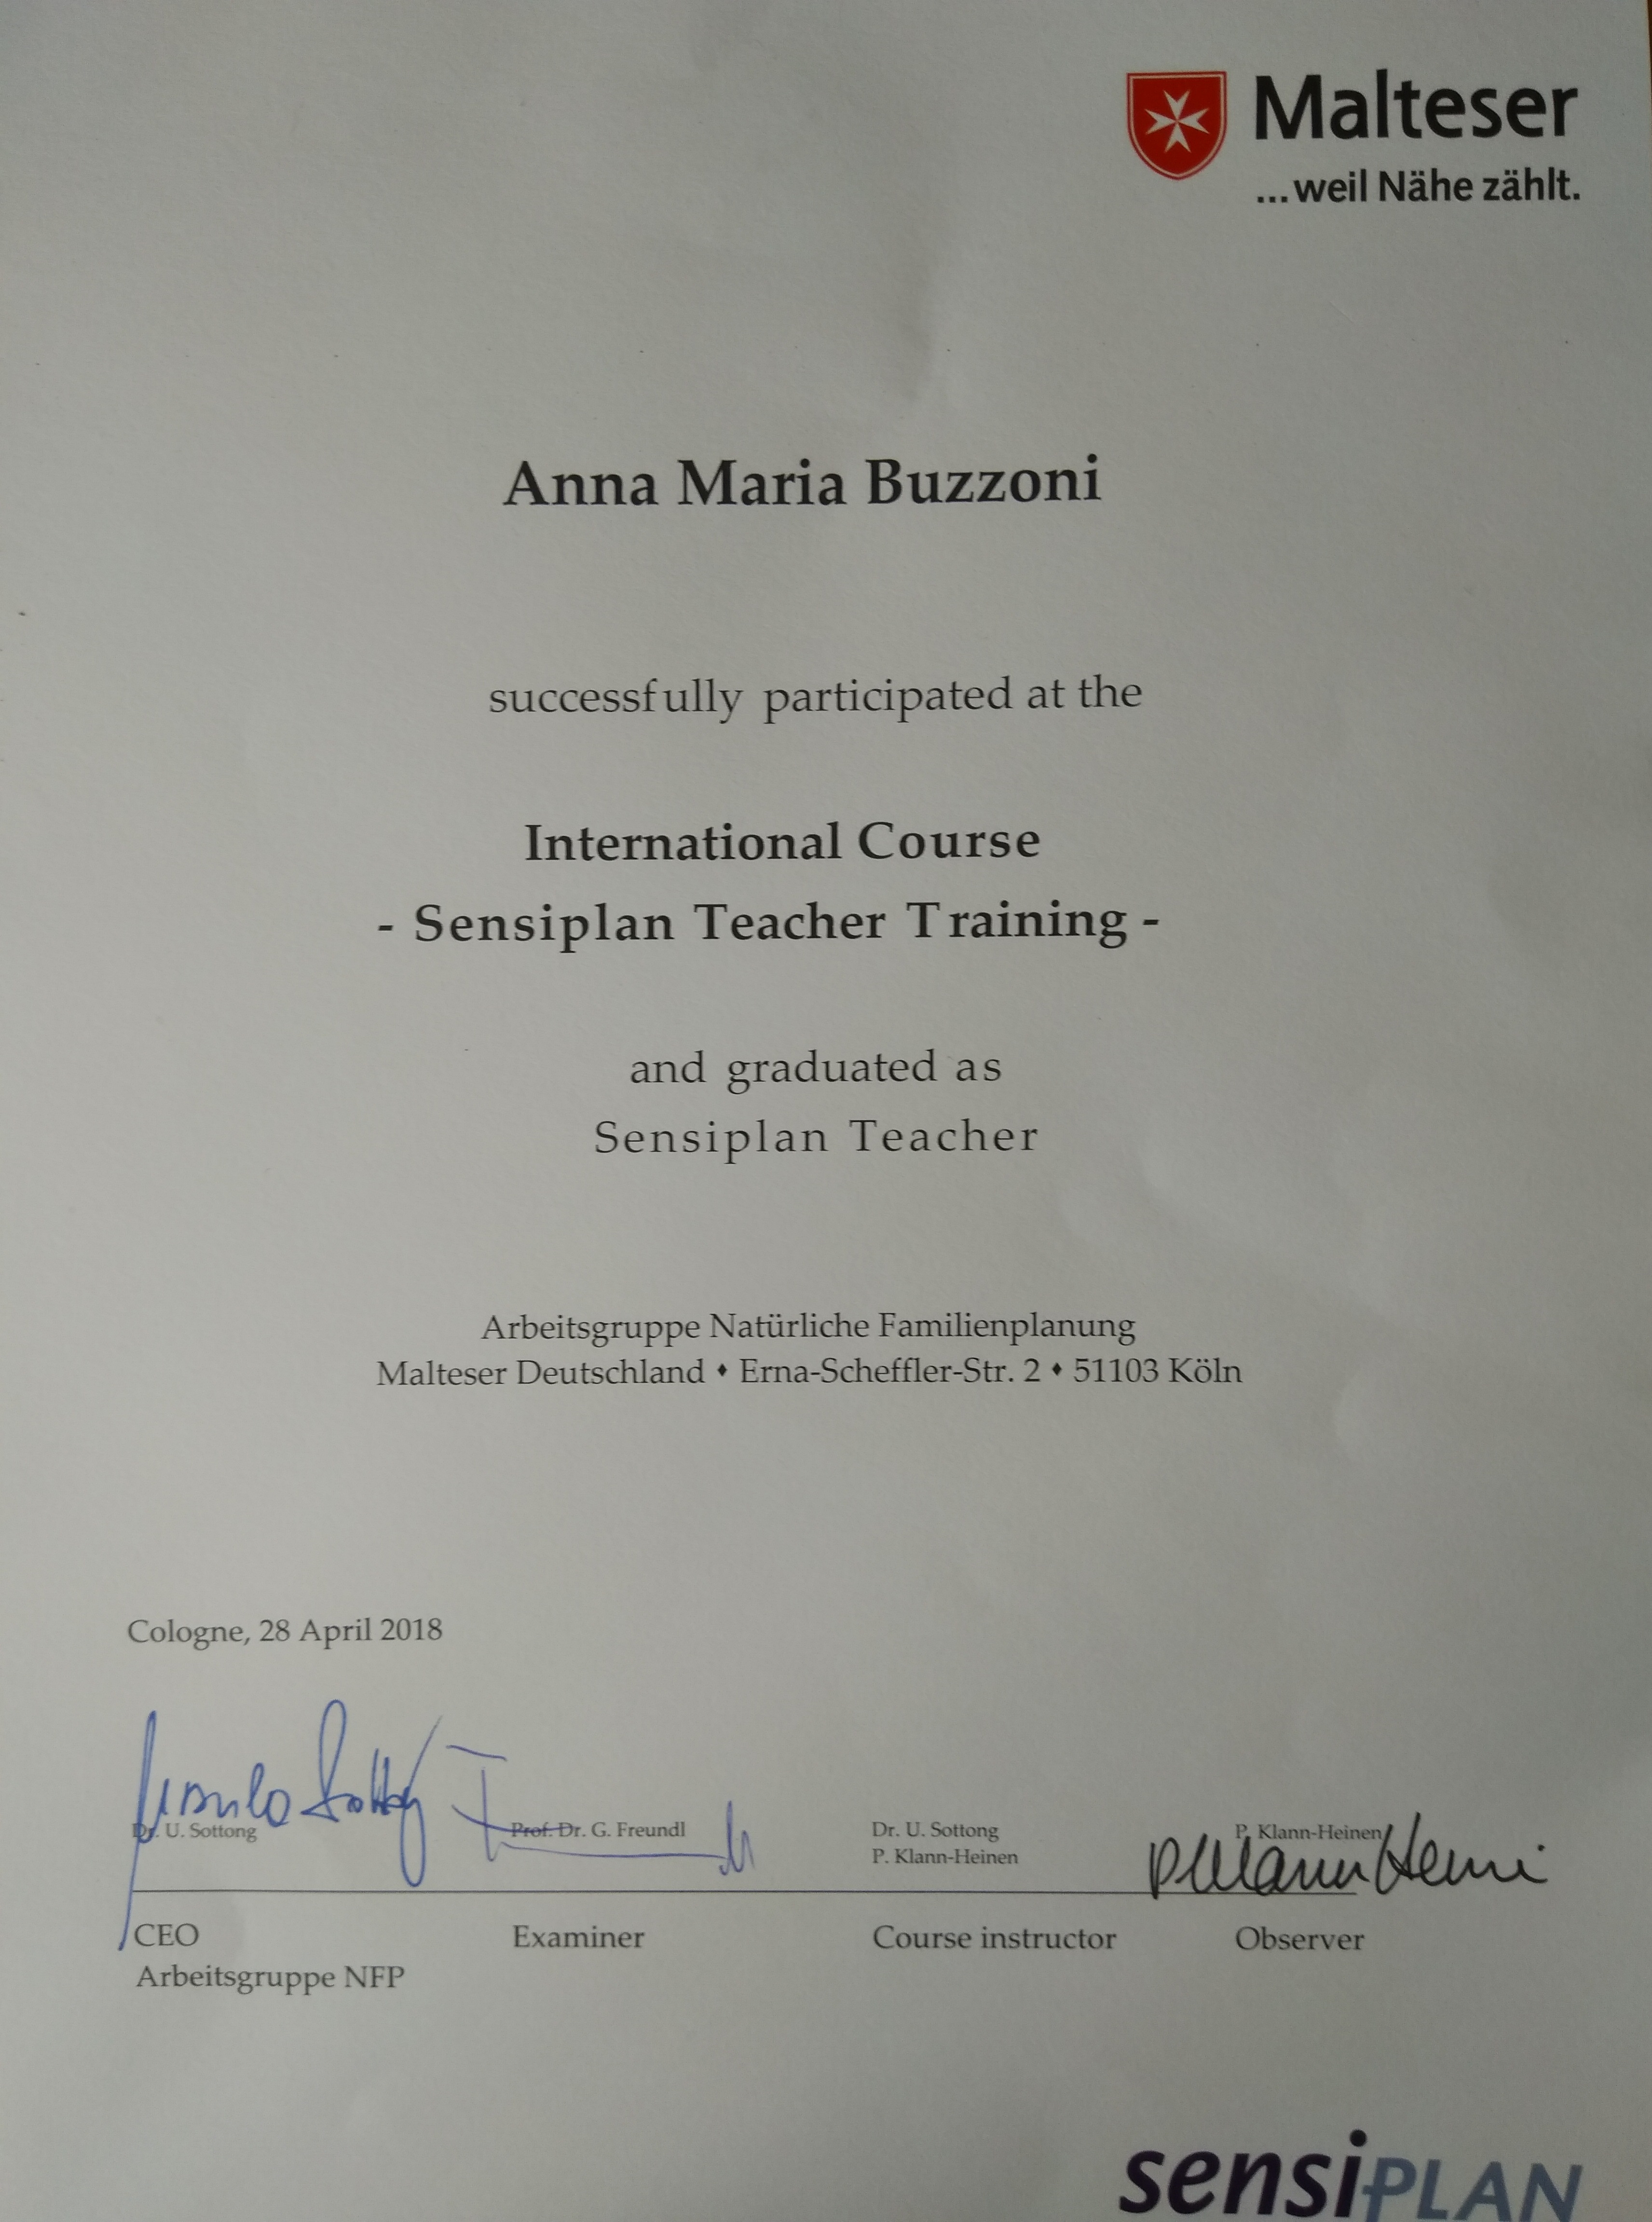 Malteser
...weil Nähe zählt.
Anna Maria Buzzoni
successfully participated at the
International Course
- Sensiplan Teacher Training -
and graduated as
Sensiplan Teacher
Arbeitsgruppe Natürliche Familienplanung
Malteser Deutschland ♦ Erna-Scheffler-Str. 2 ♦ 51103 Köln
Cologne, 28 April 2018
Ursula Sottong
Dr. U. Sottong
Prof. Dr. G. Freundl
Dr. U. Sottong
P. Klann-Heinen
P. Klann-Heinen
CEO
Arbeitsgruppe NFP
Examiner
Course instructor
Observer
sensiPLAN